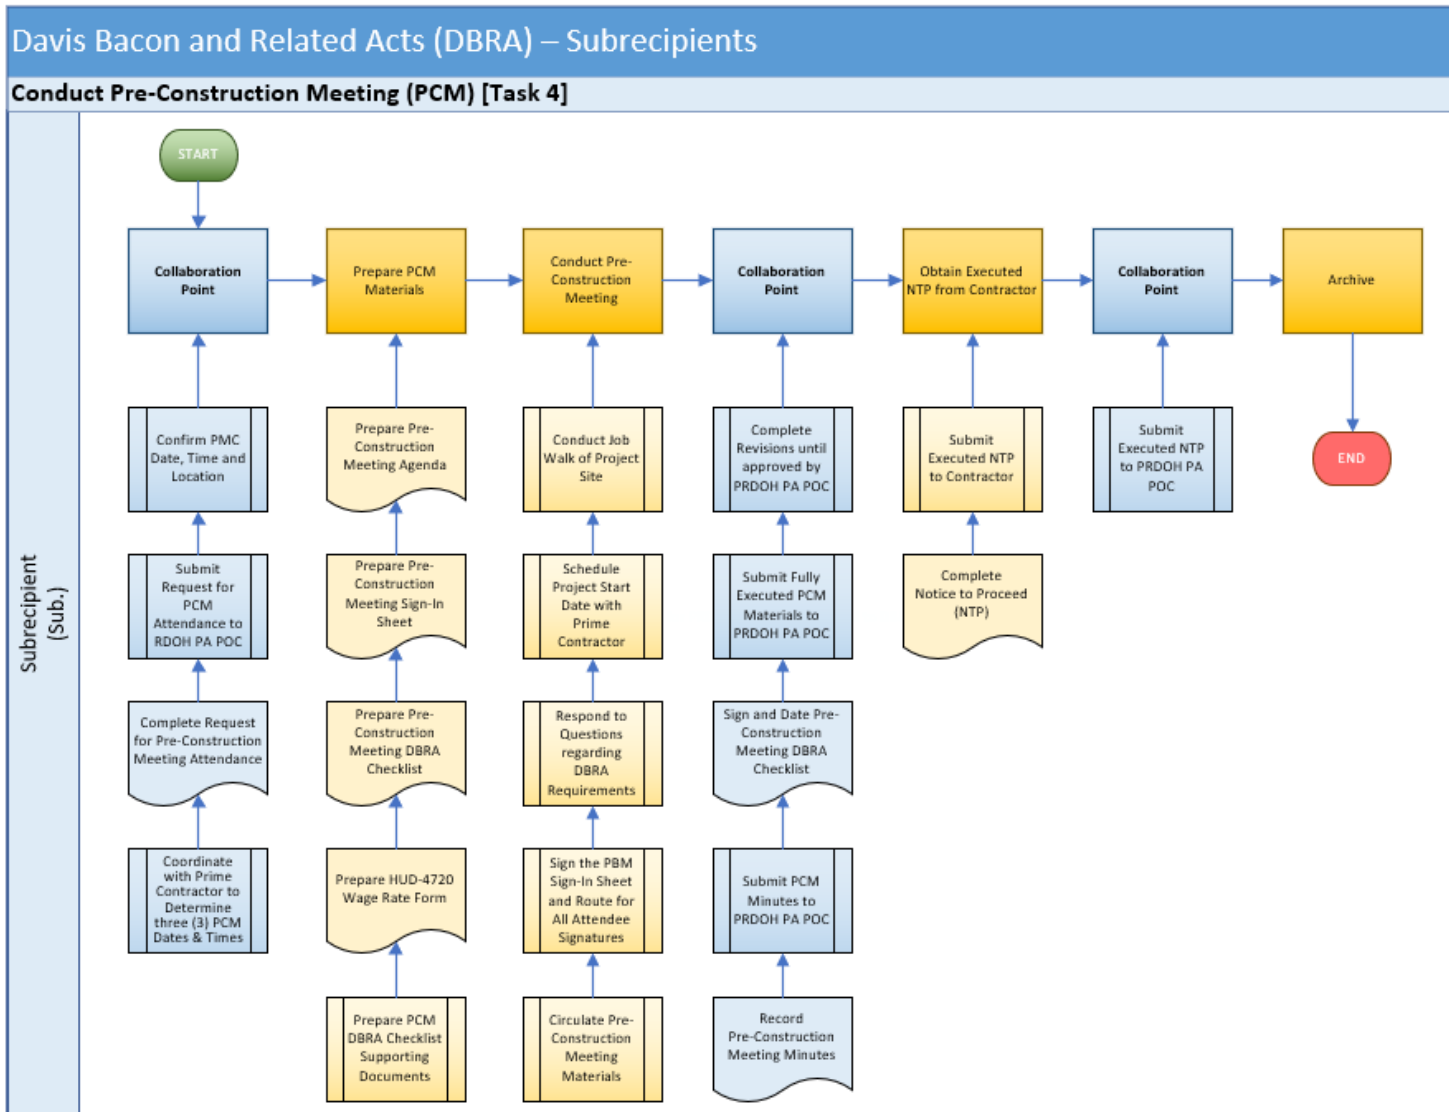 Davis Bacon and Related Acts (DBRA) – Subrecipients
Conduct Pre-Construction Meeting (PCM) [Task 4]
Subrecipient
(Sub.)
START
Collaboration
Point
Prepare PCM
Materials
Conduct Pre-
Construction
Meeting
Collaboration
Point
Obtain Executed
NTP from Contractor
Collaboration
Point
Archive
Confirm PMC
Date, Time and
Location
Prepare Pre-
Construction
Meeting Agenda
Conduct Job
Walk of Project
Site
Complete
Revisions until
approved by
PRDOH PA POC
Submit
Executed NTP
to Contractor
Submit
Executed NTP
to PRDOH PA
POC
END
Submit
Request for
PCM
Attendance to
RDOH PA POC
Prepare Pre-
Construction
Meeting Sign-In
Sheet
Schedule
Project Start
Date with
Prime
Contractor
Submit Fully
Executed PCM
Materials to
PRDOH PA POC
Complete
Notice to Proceed
(NTP)
Complete Request
for Pre-Construction
Meeting Attendance
Prepare Pre-
Construction
Meeting DBRA
Checklist
Respond to
Questions
regarding
DBRA
Requirements
Sign and Date Pre-
Construction
Meeting DBRA
Checklist
Coordinate
with Prime
Contractor to
Determine
three (3) PCM
Dates & Times
Prepare HUD-4720
Wage Rate Form
Sign the PBM
Sign-In Sheet
and Route for
All Attendee
Signatures
Submit PCM
Minutes to
PRDOH PA POC
Prepare PCM
DBRA Checklist
Supporting
Documents
Circulate Pre-
Construction
Meeting
Materials
Record
Pre-Construction
Meeting Minutes